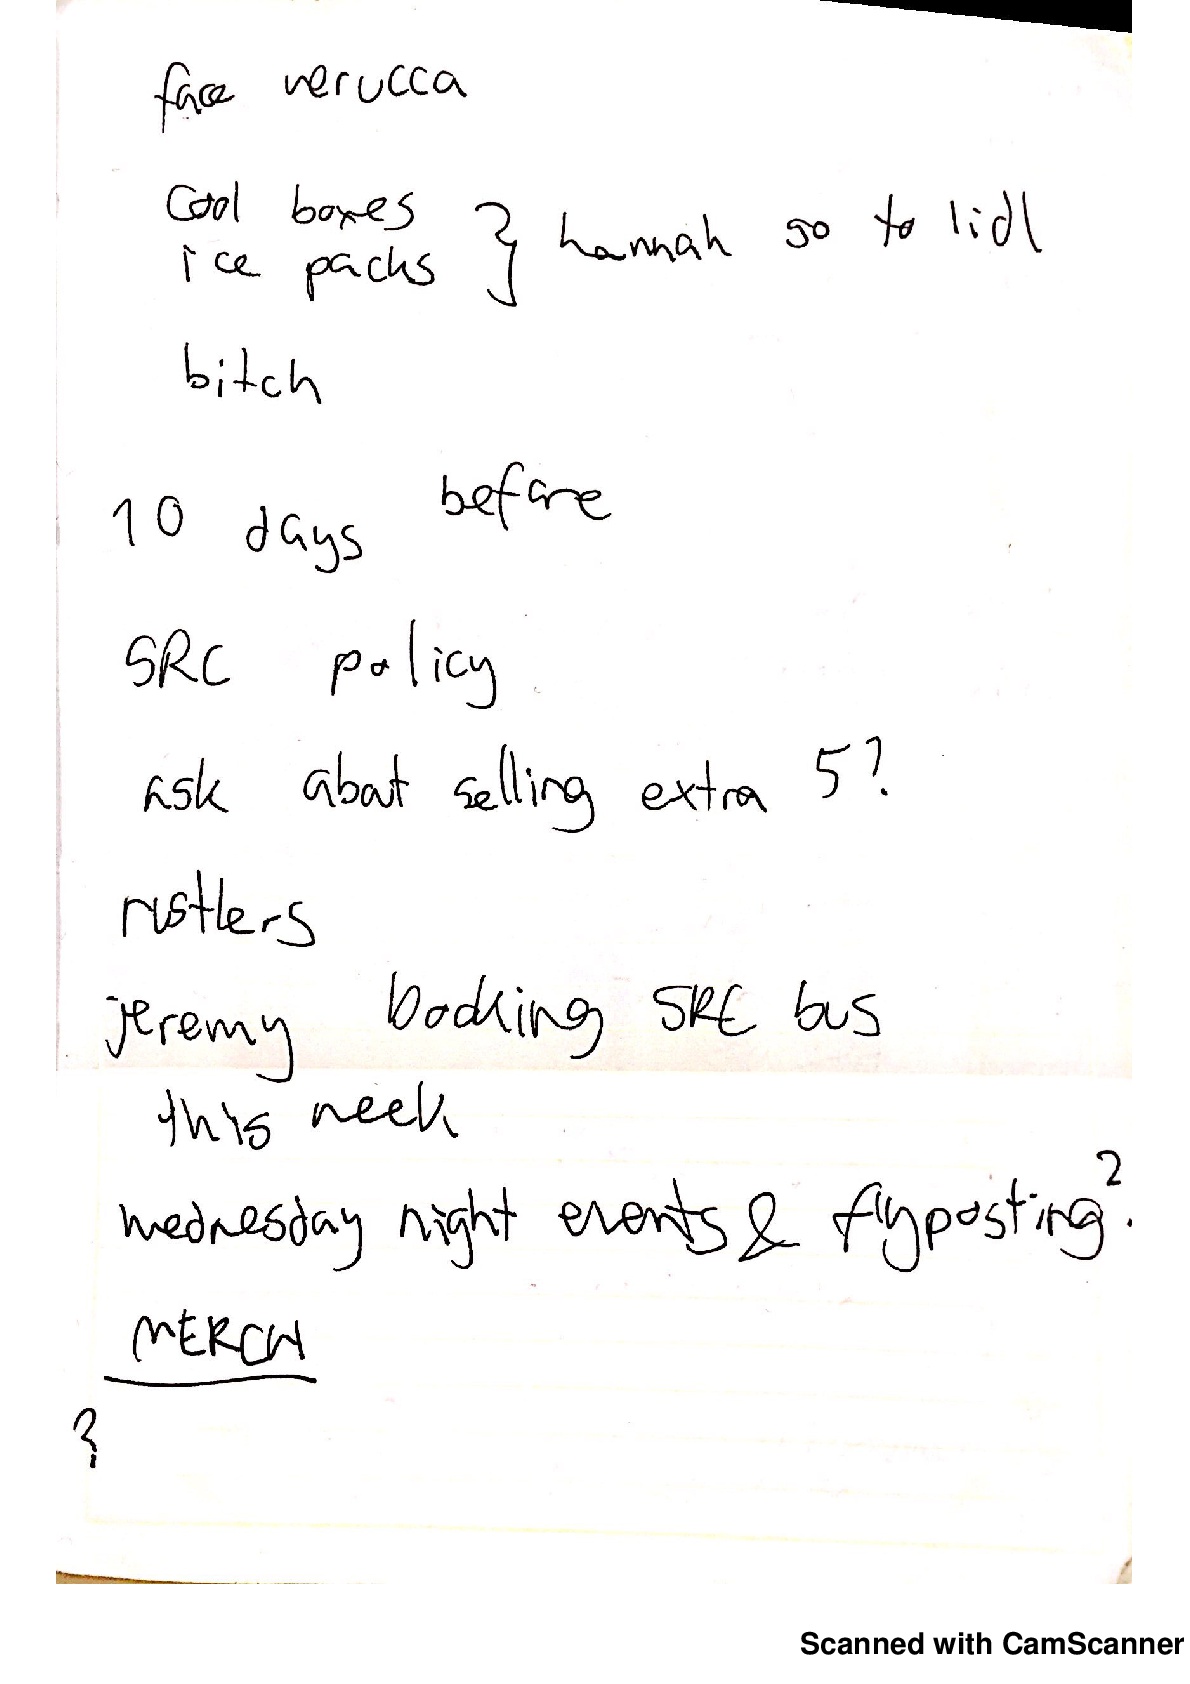 face verucca
cool boxes
ice packs } hannah go to lidl
bitch
10 days before
SRC policy
ask about selling extra 5?
rustlers
jeremy booking SRC bus
this week
wednesday night events & flyposting?
MERCH
?
Scanned with CamScanner